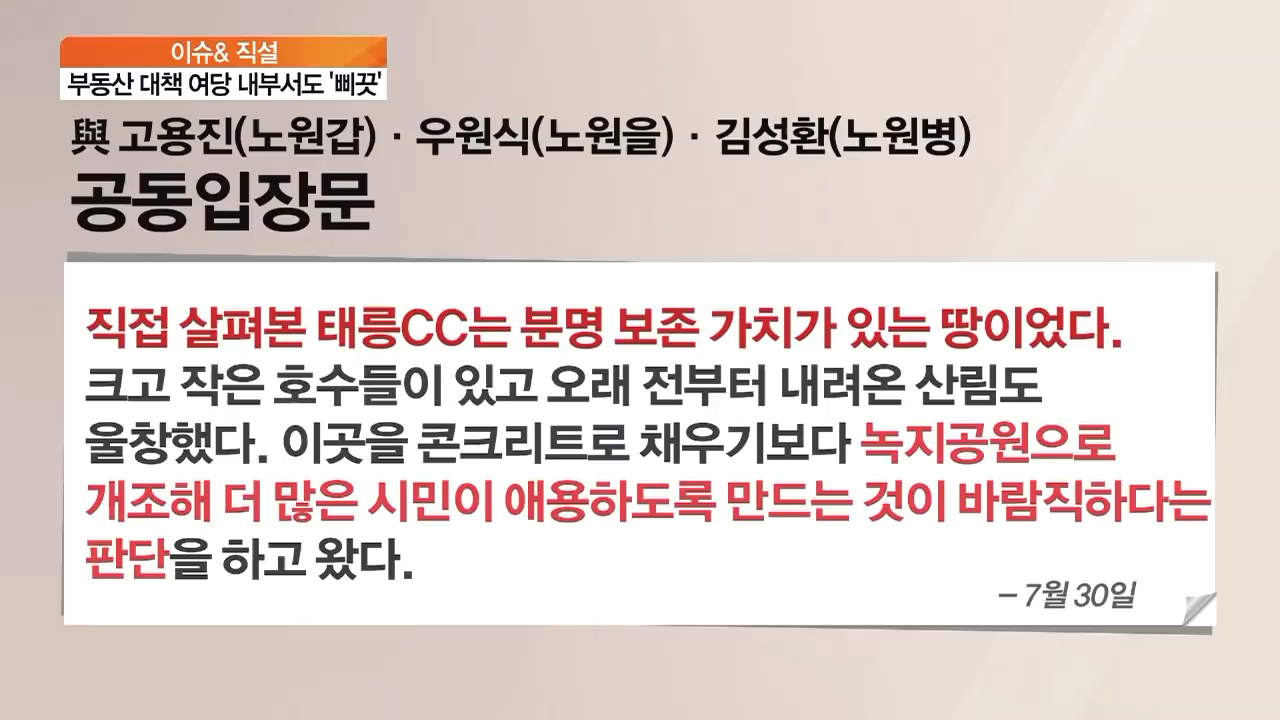 이슈& 직설
부동산 대책 여당 내부서도 '삐끗'
與 고용진(노원갑) · 우원식(노원을) · 김성환(노원병)
공동입장문
직접 살펴본 태릉CC는 분명 보존 가치가 있는 땅이었다.
크고 작은 호수들이 있고 오래 전부터 내려온 산림도
울창했다. 이곳을 콘크리트로 채우기보다 녹지공원으로
개조해 더 많은 시민이 애용하도록 만드는 것이 바람직하다는
판단을 하고 왔다.
– 7월 30일